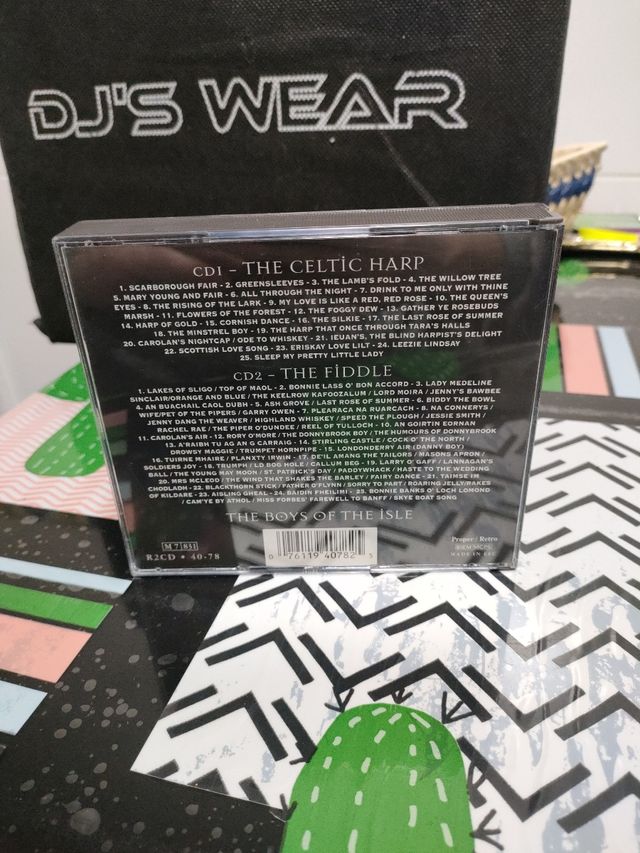 DJ'S WEAR
CD1 – THE CELTIC HARP
1. SCARBOROUGH FAIR - 2. GREENSLEEVES - 3. THE LAMB'S FOLD - 4. THE WILLOW TREE
5. MARY YOUNG AND FAIR - 6. ALL THROUGH THE NIGHT - 7. DRINK TO ME ONLY WITH THINE
EYES - 8. THE RISING OF THE LARK - 9. MY LOVE IS LIKE A RED, RED ROSE - 10. THE QUEEN'S
MARSH - 11. FLOWERS OF THE FOREST - 12. THE FOGGY DEW - 13. GATHER YE ROSEBUDS
14. HARP OF GOLD - 15. CORNISH DANCE - 16. THE SILKIE - 17. THE LAST ROSE OF SUMMER
18. THE MINSTREL BOY - 19. THE HARP THAT ONCE THROUGH TARA'S HALLS
20. CAROLAN'S NIGHTCAP / ODE TO WHISKEY - 21. IEUAN'S, THE BLIND HARPIST'S DELIGHT
22. SCOTTISH LOVE SONG - 23. ERISKAY LOVE LILT - 24. LEEZIE LINDSAY
25. SLEEP MY PRETTY LITTLE LADY
CD2 – THE FIDDLE
1. LAKES OF SLIGO / TOP OF MAOL - 2. BONNIE LASS O' BON ACCORD - 3. LADY MEDELINE
SINCLAIR/ORANGE AND BLUE / THE KEELROW KAFOOZALUM / LORD MOIRA / JENNY'S BAWBEE
4. AN BUACHAIL CAOL DUBH - 5. ASH GROVE / LAST ROSE OF SUMMER - 6. BIDDY THE BOWL
WIFE/PET OF THE PIPERS / GARRY OWEN - 7. PLEARACA NA RUARCACH - 8. NA CONNERYS /
JENNY DANG THE WEAVER / HIGHLAND WHISKEY / SPEED THE PLOUGH / JESSIE SMITH /
RACHEL RAE / THE PIPER O'DUNDEE / REEL OF TULLOCH - 10. AN GOIRTIN EORNAN
11. CAROLAN'S AIR - 12. RORY O'MORE / THE DONNYBROOK BOY / THE HUMOURS OF DONNYBROOK
13. A'RAIBH TU AG AN G CARRAIG - 14. STIRLING CASTLE / COCK O' THE NORTH /
DROWSY MAGGIE / TRUMPET HORNPIPE - 15. LONDONDERRY AIR (DANNY BOY)
16. TUIRNE MHAIRE / PLANXTY IRWIN - 17. DE'IL AMANG THE TAILORS / MASONS APRON /
SOLDIERS JOY - 18. TRIUMPH / LD BOG HOLE / CALLUM BEG - 19. LARRY O' GAFF / LANNAGAN'S
BALL / THE YOUNG MAY MOON / ST. PATRICK'S DAY / PADDYWHACK / HASTE TO THE WEDDING
20. MRS MCLEOD / THE WIND THAT SHAKES THE BARLEY / FAIRY DANCE - 21. TAIMSE IM
CHODLADH - 22. BLACKTHORN STICK / FATHER O'FLYNN / SORRY TO PART / ROARING JELLY/RAKES
OF KILDARE - 23. AISLING GHEAL - 24. BAIDIN FHEILIMI - 25. BONNIE BANKS O' LOCH LOMOND
/ CAM'YE BY ATHOL / MISS FORBES' FAREWELL TO BANFF / SKYE BOAT SONG
THE BOYS OF THE ISLE
M 7 831
R2CD • 40-78
0 76119 40782 5
Proper / Retro
MADE IN EEC